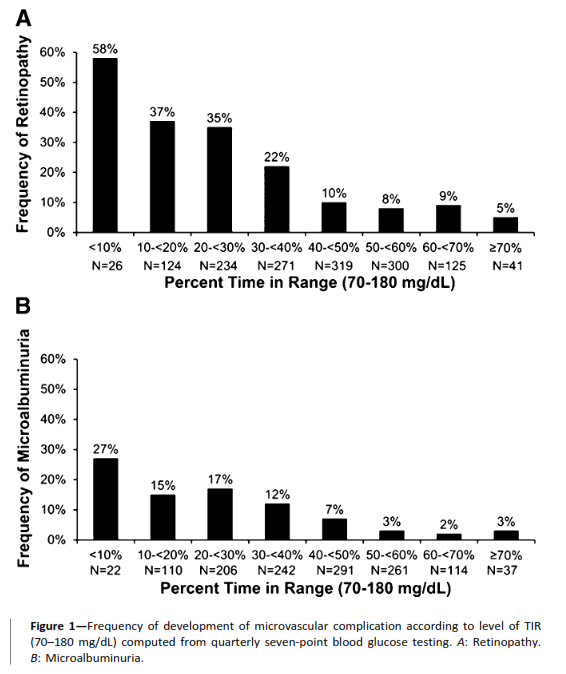 A
Frequency of Retinopathy
60%
50%
40%
30%
20%
10%
0%
58%
37%
35%
22%
10%
8%
9%
5%
<10% 10-<20% 20-<30% 30-<40% 40-<50% 50-<60% 60-<70% ≥70%
N=26 N=124 N=234 N=271 N=319 N=300 N=125 N=41
Percent Time in Range (70-180 mg/dL)
B
Frequency of Microalbuminuria
60%
50%
40%
30%
20%
10%
0%
27%
15%
17%
12%
7%
3%
2%
3%
<10% 10-<20% 20-<30% 30-<40% 40-<50% 50-<60% 60-<70% ≥70%
N=22 N=110 N=206 N=242 N=291 N=261 N=114 N=37
Percent Time in Range (70-180 mg/dL)
Figure 1—Frequency of development of microvascular complication according to level of TIR
(70–180 mg/dL) computed from quarterly seven-point blood glucose testing. A: Retinopathy.
B: Microalbuminuria.